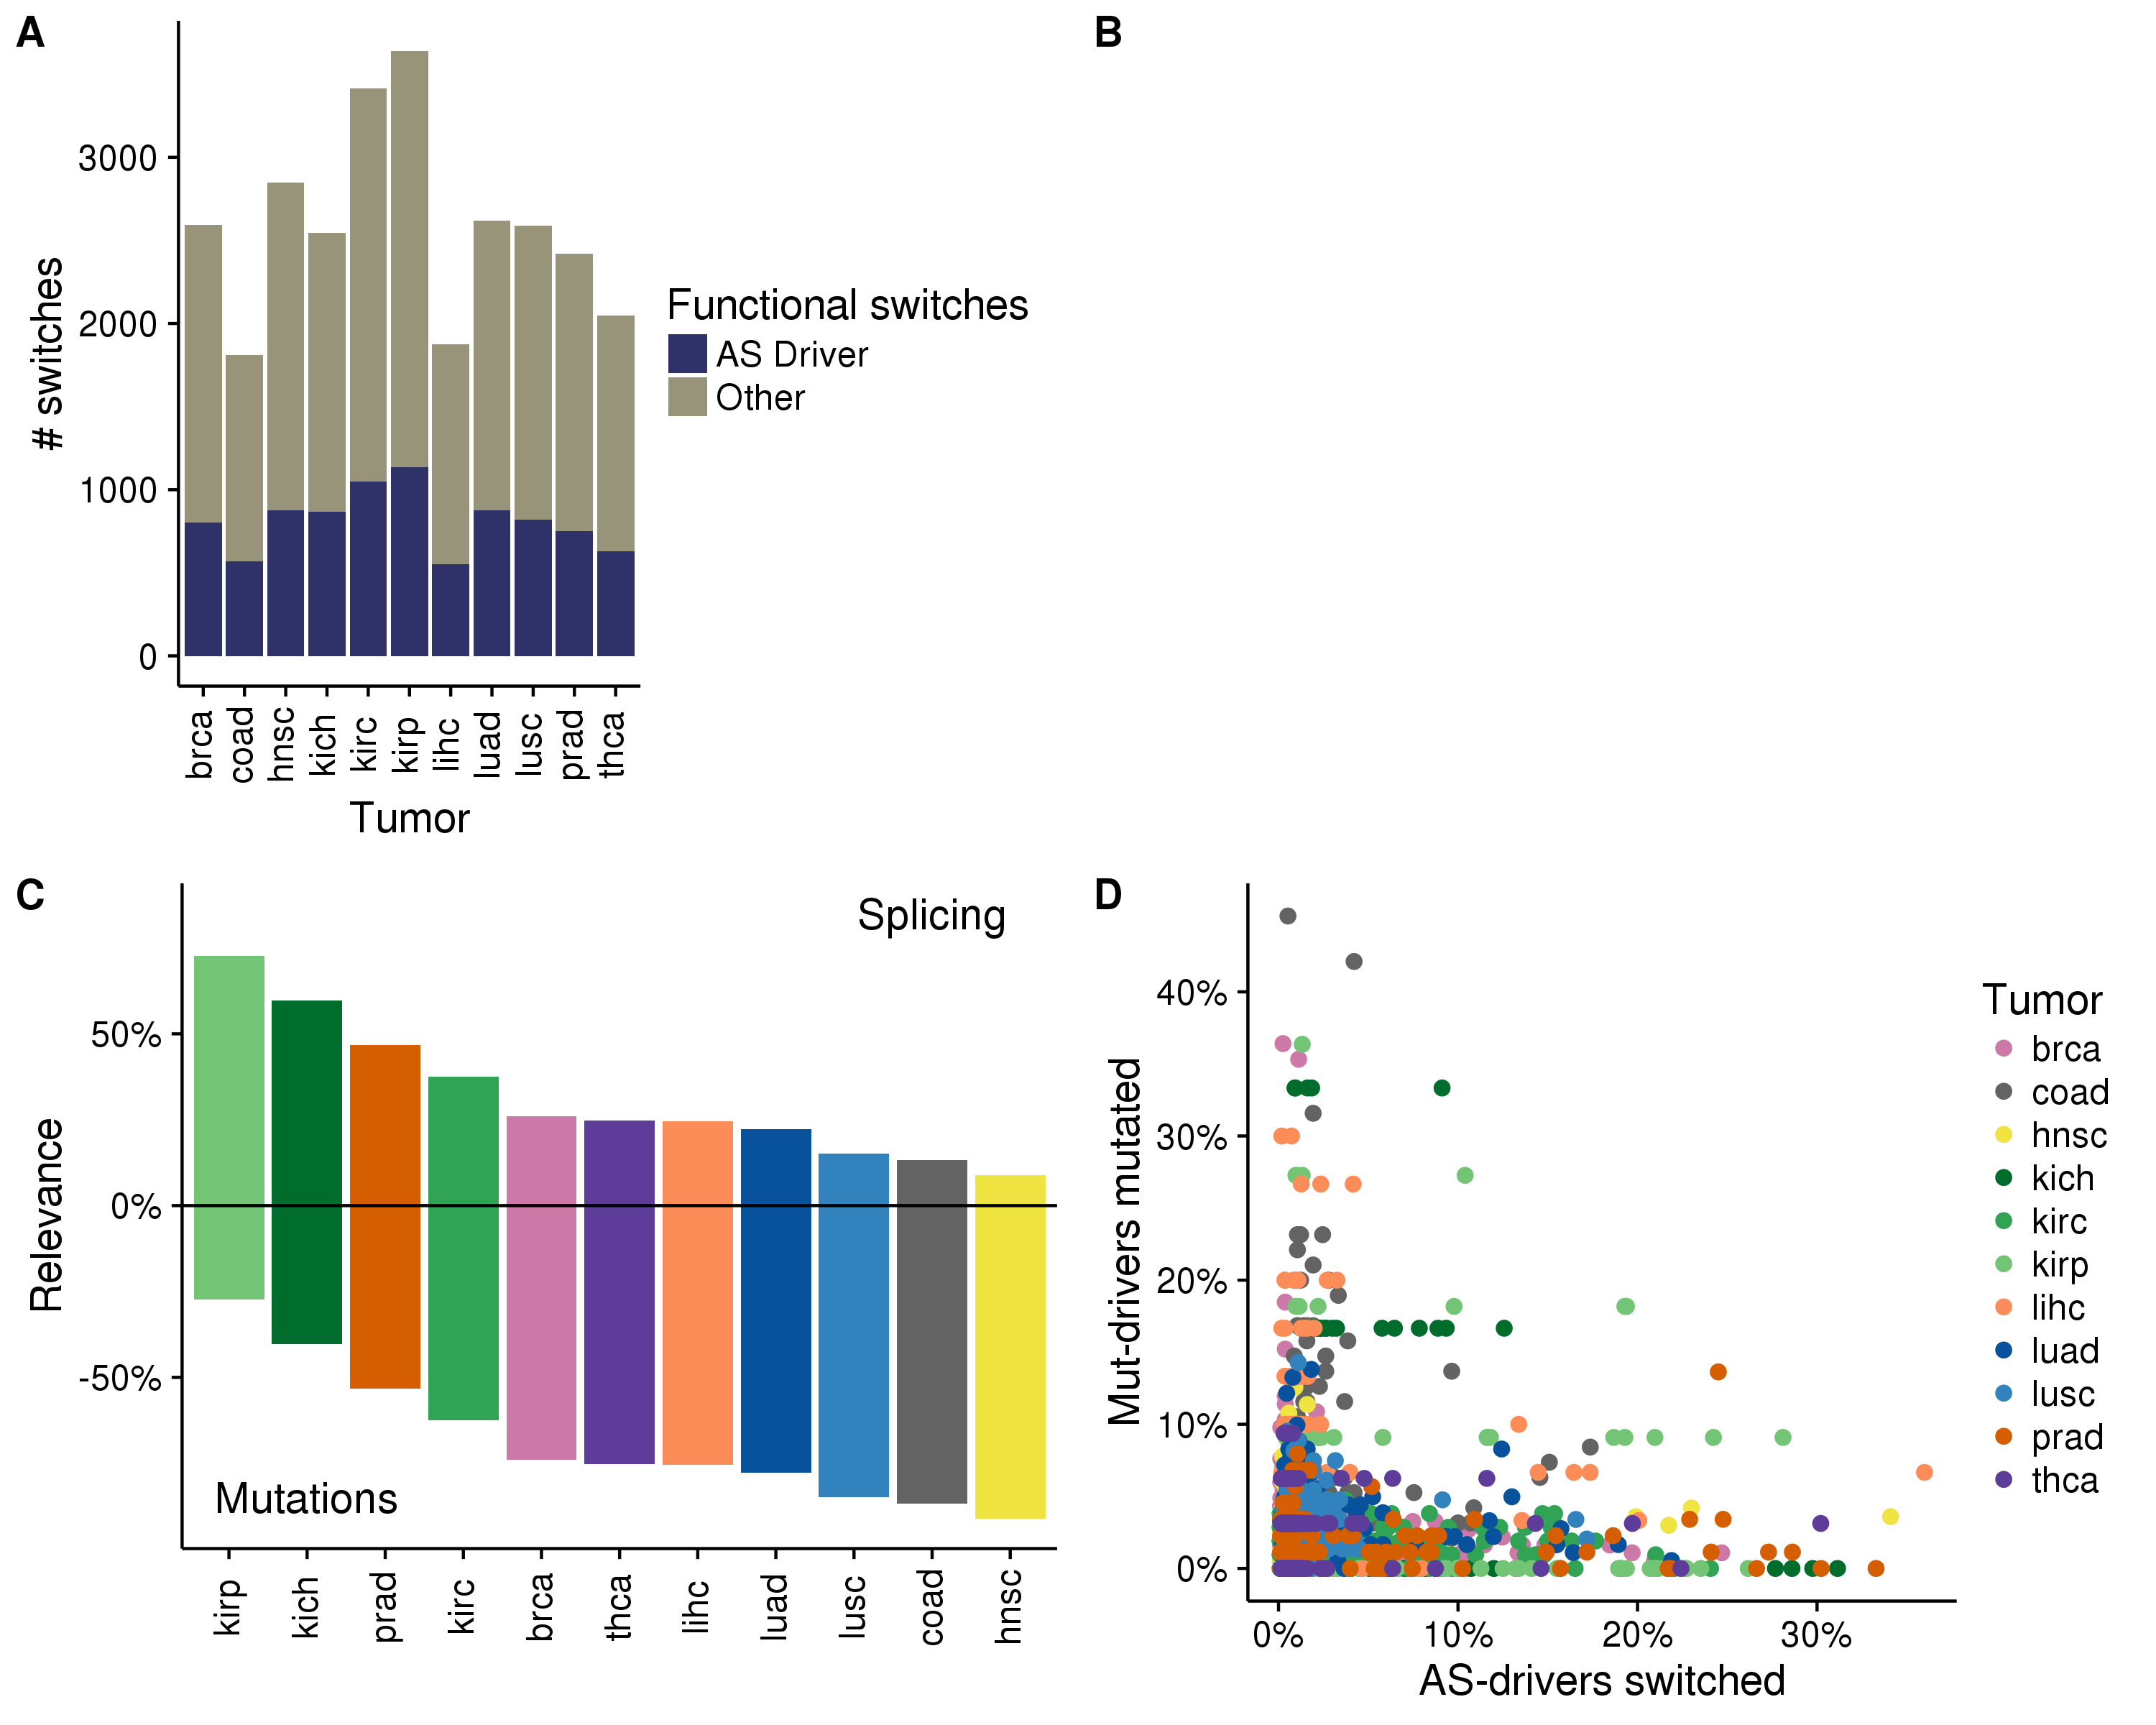 A
3000
2000
1000
0
# switches
brca
coad
hnsc
kich
kirc
kirp
lihc
luad
lusc
prad
thca
Tumor
Functional switches
AS Driver
Other
B
C
Splicing
50%
0%
-50%
Relevance
Mutations
kirp
kich
prad
kirc
brca
thca
lihc
luad
lusc
coad
hnsc
D
40%
30%
20%
10%
0%
Mut-drivers mutated
0%
10%
20%
30%
AS-drivers switched
Tumor
brca
coad
hnsc
kich
kirc
kirp
lihc
luad
lusc
prad
thca